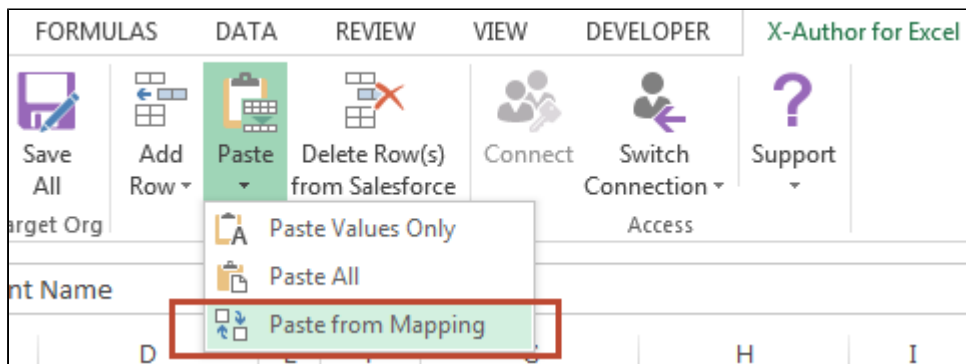 FORMULAS DATA REVIEW VIEW DEVELOPER X-Author for Excel
Save Add Paste Delete Row(s) Connect Switch Support
All Row from Salesforce Connection
arget Org Access
Paste Values Only
Paste All
nt Name
Paste from Mapping
D H I